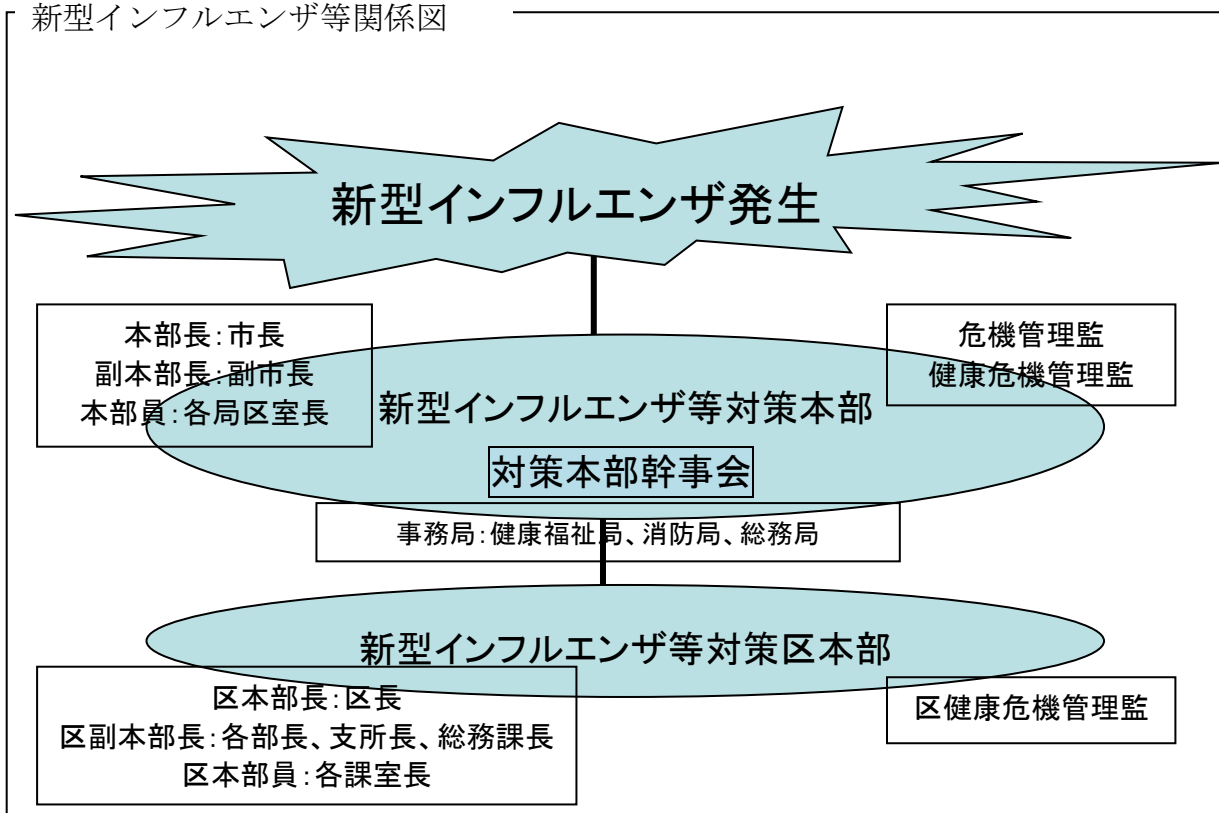 新型インフルエンザ等関係図
新型インフルエンザ発生
本部長：市長
副本部長：副市長
本部員：各局区室長
危機管理監
健康危機管理監
新型インフルエンザ等対策本部
対策本部幹事会
事務局：健康福祉局、消防局、総務局
新型インフルエンザ等対策区本部
区本部長：区長
区副本部長：各部長、支所長、総務課長
区本部員：各課室長
区健康危機管理監